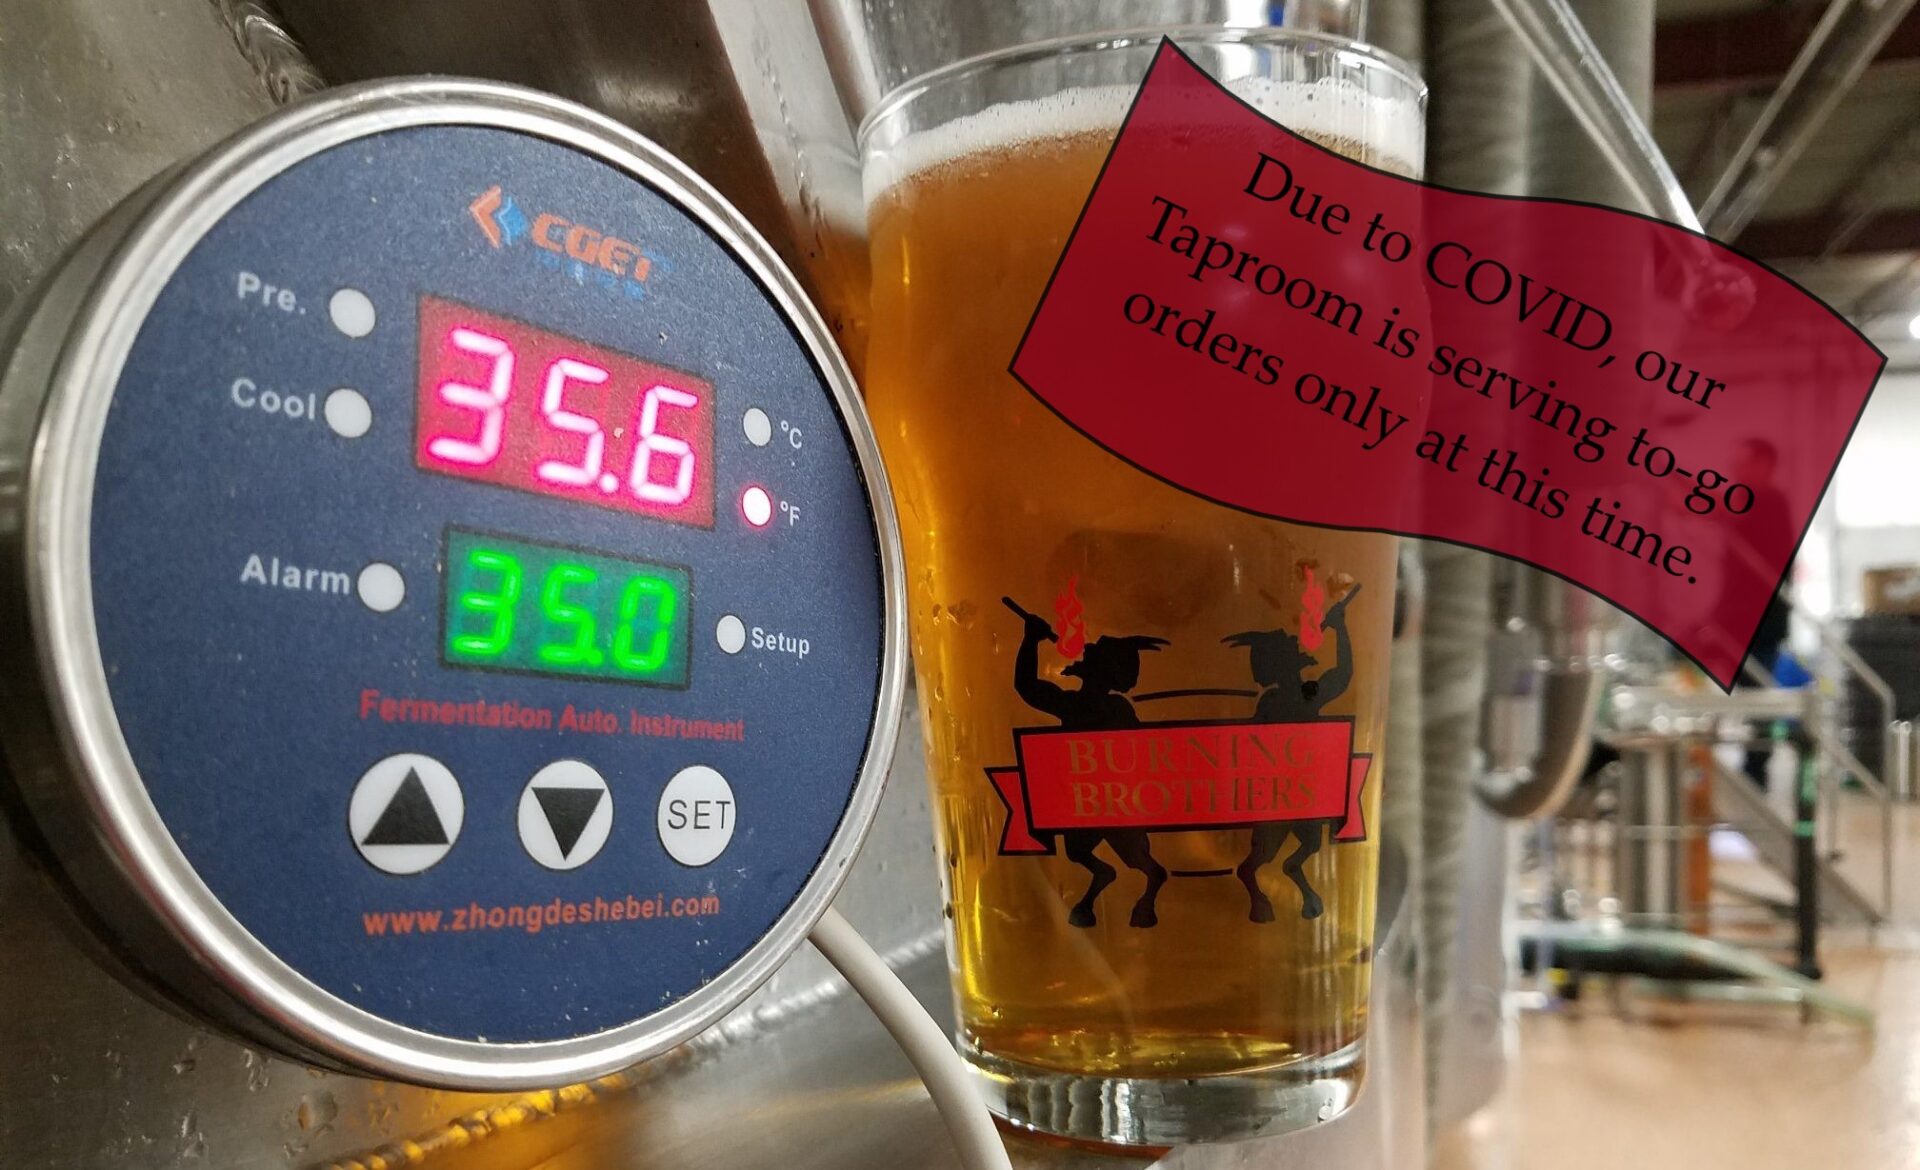 CGET
Pre.
35.6
°C
Cool
°F
Alarm
35.0
Setup
Fermentation Auto. Instrument
SET
www.zhongdeshebei.com
Due to COVID, our
Taproom is serving to-go
orders only at this time.
BURNING
BROTHERS